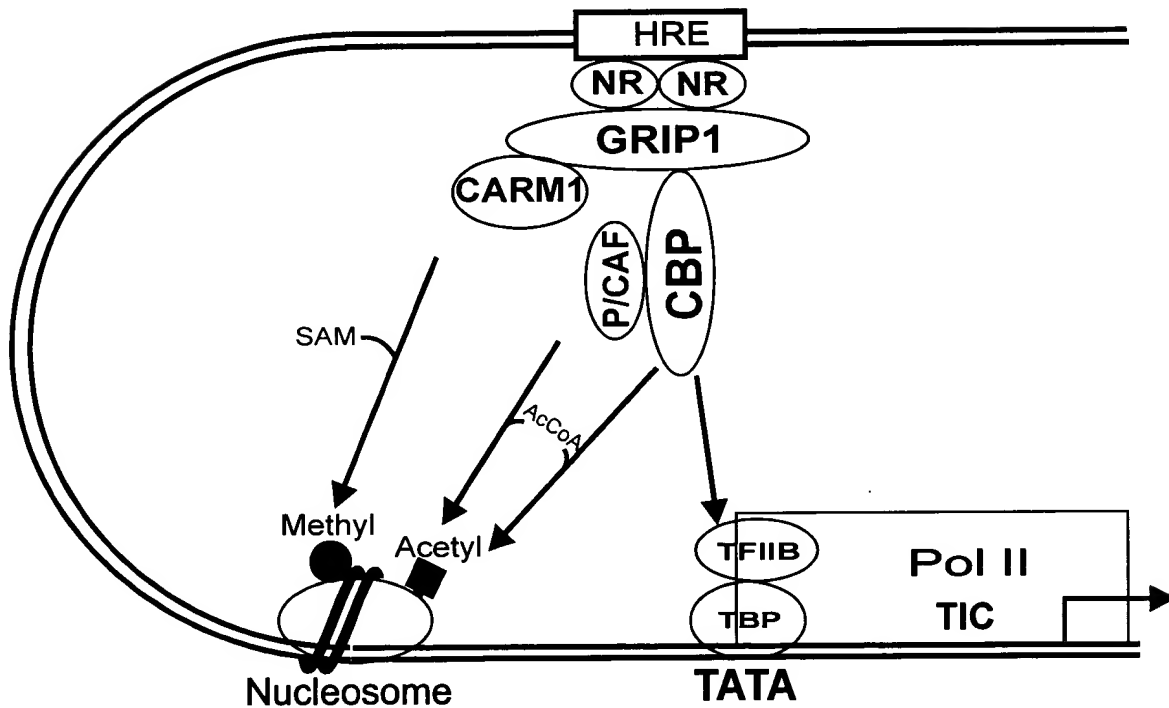 HRE
NR NR
GRIP1
CARM1
P/CAF
CBP
SAM
AcCoA
Methyl
Acetyl
TFIIB
Pol II
TBP
TIC
Nucleosome
TATA